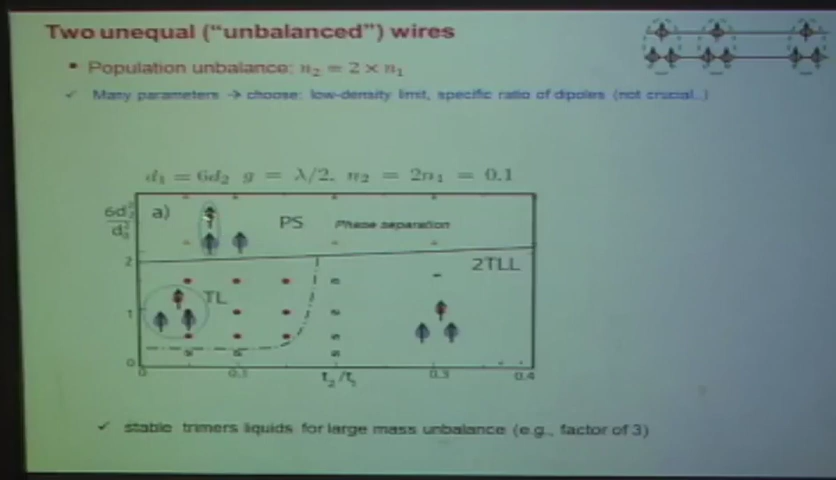 Two unequal ("unbalanced") wires
Population unbalance: n₂ = 2 × n₁
Many parameters → choose: low-density limit, specific ratio of dipoles (not crucial..)
d₁ = 6d₂ g = λ/2, n₂ = 2n₁ = 0.1
a)
PS
Phase separation
2
2TLL
TL
1
0
0
0.1
t₂/t₁
0.3
0.4
stable trimers liquids for large mass unbalance (e.g., factor of 3)